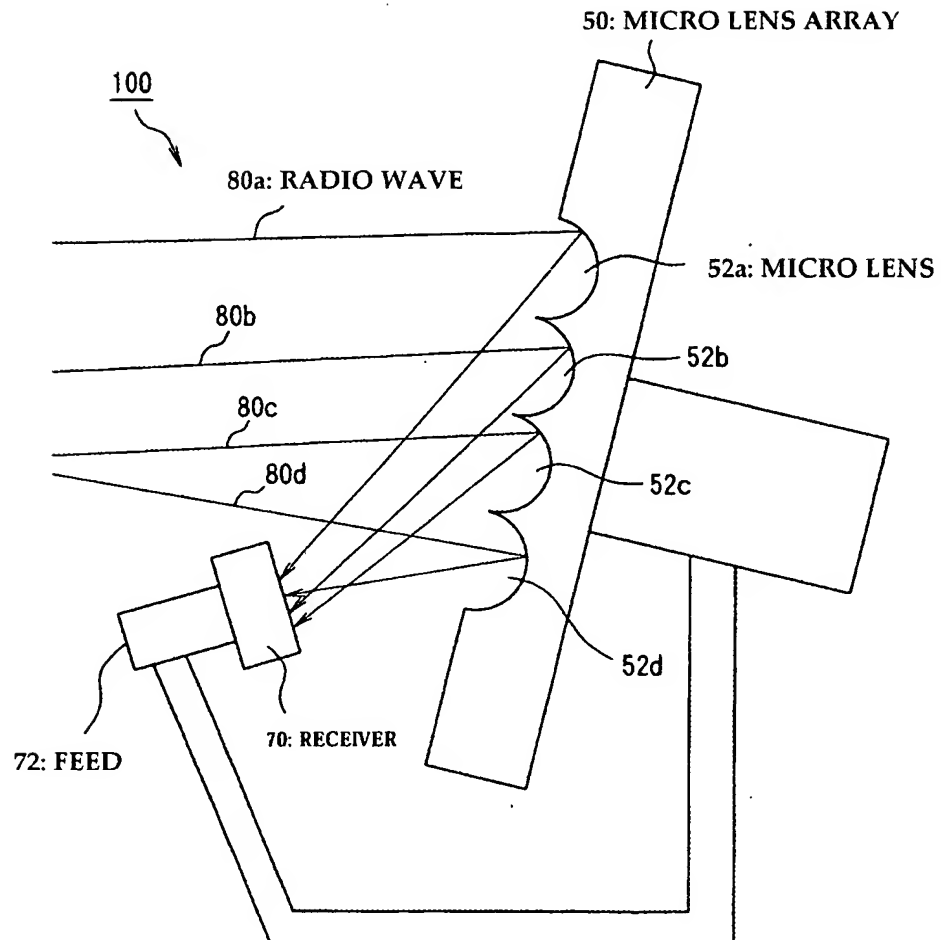 50: MICRO LENS ARRAY
100
80a: RADIO WAVE
52a: MICRO LENS
80b
52b
80c
80d
52c
52d
70: RECEIVER
72: FEED